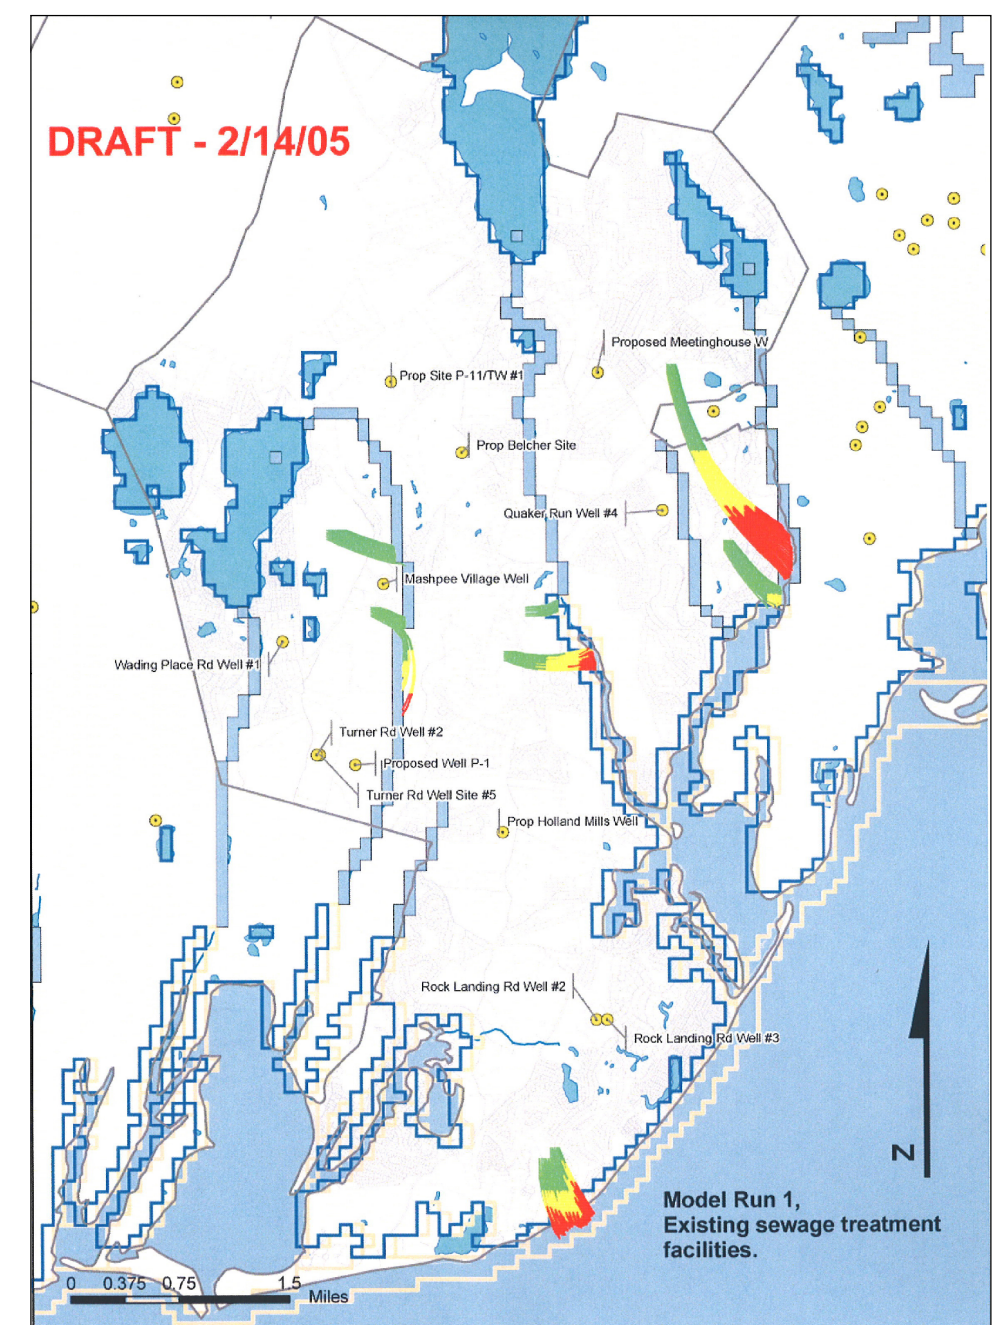 DRAFT - 2/14/05
Proposed Meetinghouse W
Prop Site P-11/TW #1
Prop Belcher Site
Quaker Run Well #4
Mashpee Village Well
Wading Place Rd Well #1
Turner Rd Well #2
Proposed Well P-1
Turner Rd Well Site #5
Prop Holland Mills Well
Rock Landing Rd Well #2
Rock Landing Rd Well #3
N
Model Run 1,
Existing sewage treatment
facilities.
0 0.375 0.75 1.5
Miles